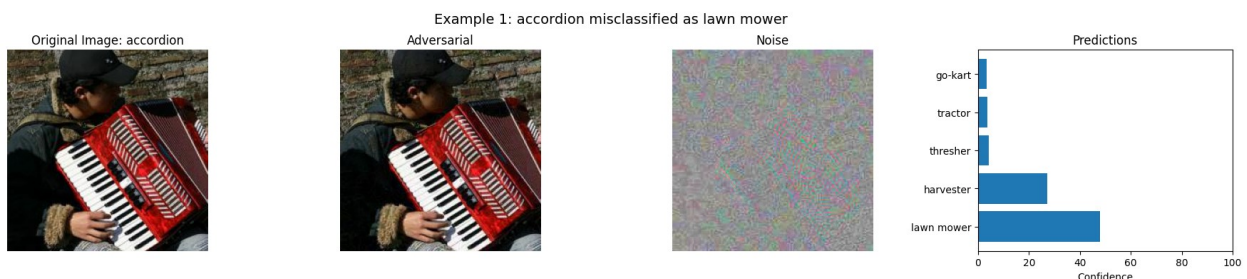 Example 1: accordion misclassified as lawn mower
Original Image: accordion
Adversarial
Noise
Predictions
go-kart
tractor
thresher
harvester
lawn mower
0 20 40 60 80 100
Confidence